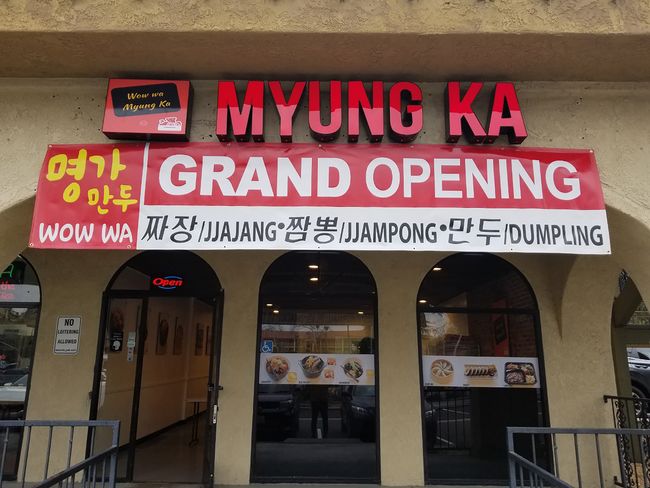 Wow wa
Myung Ka
MYUNG KA
명가
만두
WOW WA
GRAND OPENING
짜장/JJAJANG•짬뽕/JJAMPONG•만두/DUMPLING
Open
NO
LOITERING
ALLOWED